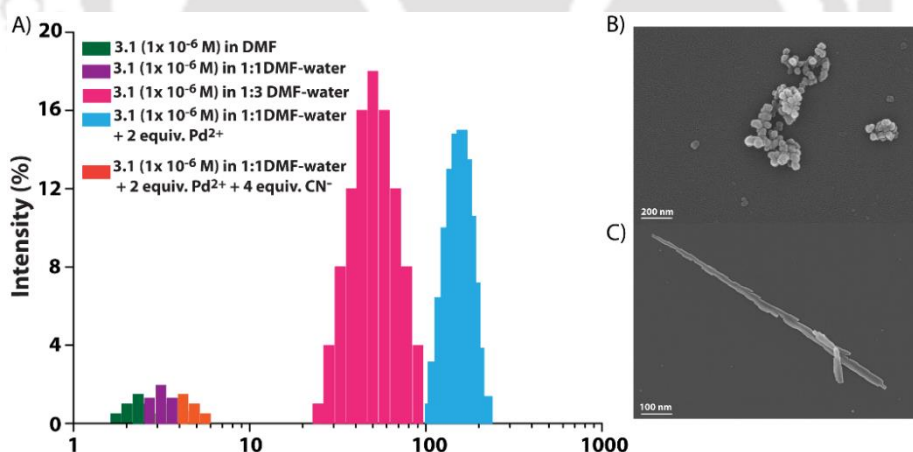 A)
20
16
12
8
4
0
Intensity (%)
3.1 (1x 10⁻⁶ M) in DMF
3.1 (1x 10⁻⁶ M) in 1:1DMF-water
3.1 (1x 10⁻⁶ M) in 1:3 DMF-water
3.1 (1x 10⁻⁶ M) in 1:1DMF-water
+ 2 equiv. Pd²⁺
3.1 (1x 10⁻⁶ M) in 1:1DMF-water
+ 2 equiv. Pd²⁺ + 4 equiv. CN⁻
1 10 100 1000
B)
200 nm
C)
100 nm